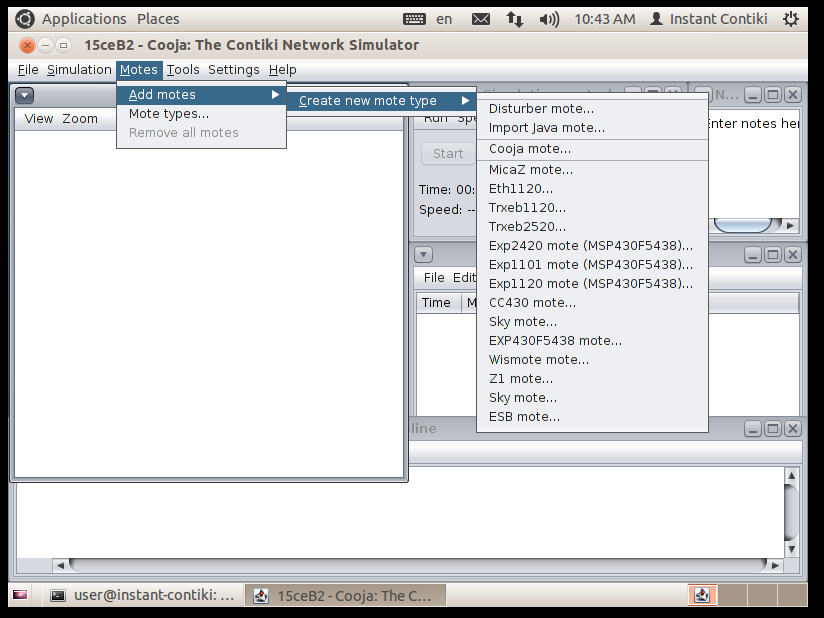 Applications Places en 10:43 AM Instant Contiki
15ceB2 - Cooja: The Contiki Network Simulator
File Simulation Motes Tools Settings Help
Add motes
Mote types...
Remove all motes
Create new mote type
Disturber mote...
Import Java mote...
Cooja mote...
MicaZ mote...
Eth1120...
Trxeb1120...
Trxeb2520...
Exp2420 mote (MSP430F5438)...
Exp1101 mote (MSP430F5438)...
Exp1120 mote (MSP430F5438)...
CC430 mote...
Sky mote...
EXP430F5438 mote...
Wismote mote...
Z1 mote...
Sky mote...
ESB mote...
View Zoom
Run Spe
Start
Time: 00:
Speed: --
N...
Enter notes her
File Edit
Time M
eline
user@instant-contiki: ...
15ceB2 - Cooja: The C...